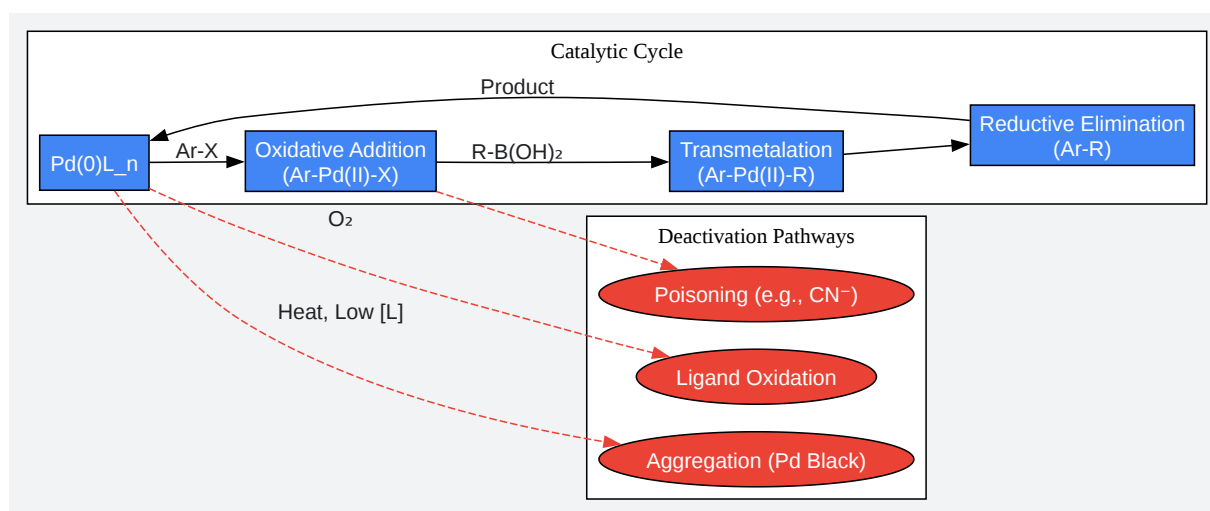 Catalytic Cycle
Product
Pd(0)L_n
Ar-X
Oxidative Addition
(Ar-Pd(II)-X)
R-B(OH)₂
Transmetalation
(Ar-Pd(II)-R)
Reductive Elimination
(Ar-R)
O₂
Deactivation Pathways
Poisoning (e.g., CN⁻)
Heat, Low [L]
Ligand Oxidation
Aggregation (Pd Black)